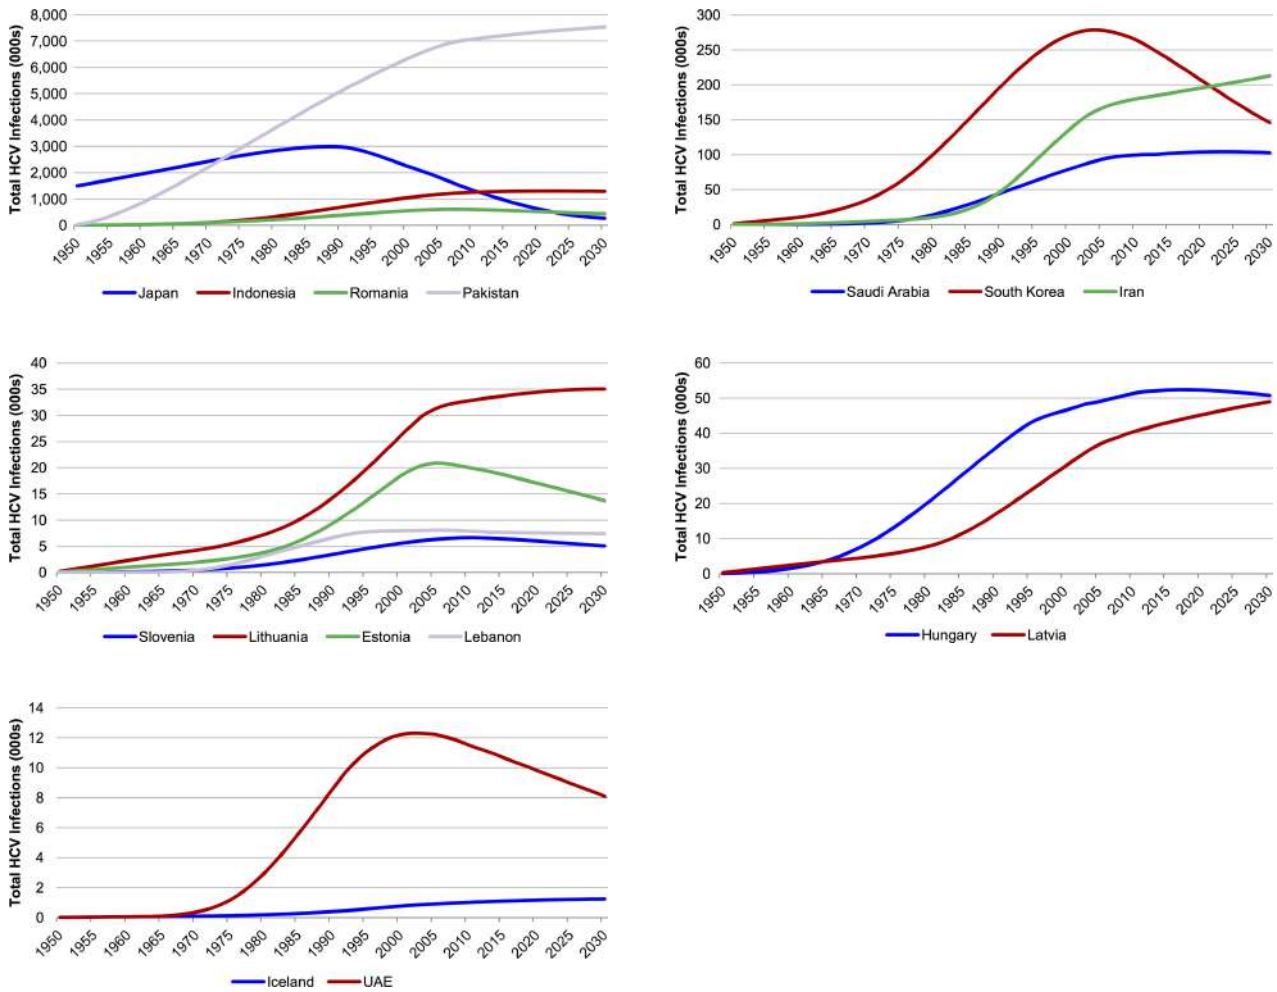 Total HCV Infections (000s)
8,000
7,000
6,000
5,000
4,000
3,000
2,000
1,000
0
1950 1955 1960 1965 1970 1975 1980 1985 1990 1995 2000 2005 2010 2015 2020 2025 2030
Japan Indonesia Romania Pakistan
Total HCV Infections (000s)
300
250
200
150
100
50
0
1950 1955 1960 1965 1970 1975 1980 1985 1990 1995 2000 2005 2010 2015 2020 2025 2030
Saudi Arabia South Korea Iran
Total HCV Infections (000s)
40
35
30
25
20
15
10
5
0
1950 1955 1960 1965 1970 1975 1980 1985 1990 1995 2000 2005 2010 2015 2020 2025 2030
Slovenia Lithuania Estonia Lebanon
Total HCV Infections (000s)
60
50
40
30
20
10
0
1950 1955 1960 1965 1970 1975 1980 1985 1990 1995 2000 2005 2010 2015 2020 2025 2030
Hungary Latvia
Total HCV Infections (000s)
14
12
10
8
6
4
2
0
1950 1955 1960 1965 1970 1975 1980 1985 1990 1995 2000 2005 2010 2015 2020 2025 2030
Iceland UAE